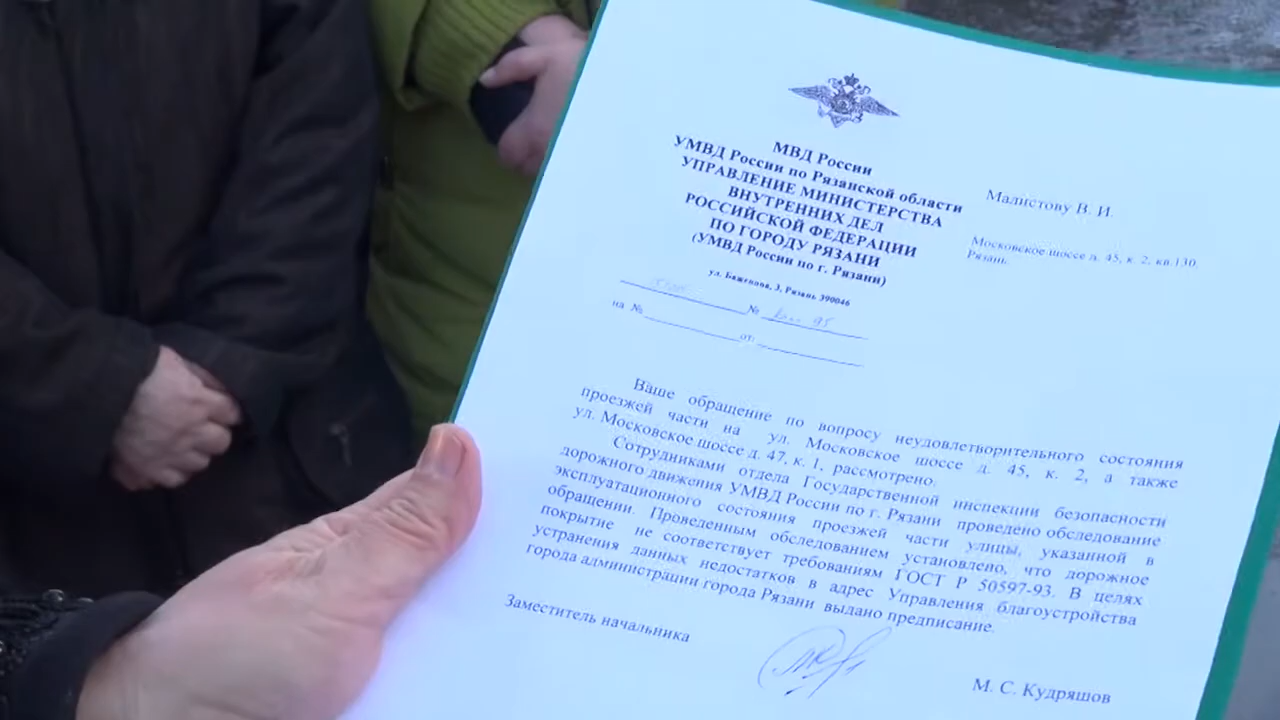 МВД России
УМВД России по Рязанской области
УПРАВЛЕНИЕ МИНИСТЕРСТВА
ВНУТРЕННИХ ДЕЛ
РОССИЙСКОЙ ФЕДЕРАЦИИ
ПО ГОРОДУ РЯЗАНИ
(УМВД России по г. Рязани)
ул. Баженова, 3, Рязань 390046
№ 95
на № от
Малистову В. И.
Московское шоссе д. 45, к. 2, кв.130,
Рязань
Ваше обращение по вопросу неудовлетворительного состояния
проезжей части на ул. Московское шоссе д. 45, к. 2, а также
ул. Московское шоссе д. 47, к. 1, рассмотрено.
Сотрудниками отдела Государственной инспекции безопасности
дорожного движения УМВД России по г. Рязани проведено обследование
эксплуатационного состояния проезжей части улицы, указанной в
обращении. Проведенным обследованием установлено, что дорожное
покрытие не соответствует требованиям ГОСТ Р 50597-93. В целях
устранения данных недостатков в адрес Управления благоустройства
города администрации города Рязани выдано предписание.
Заместитель начальника
М. С. Кудряшов